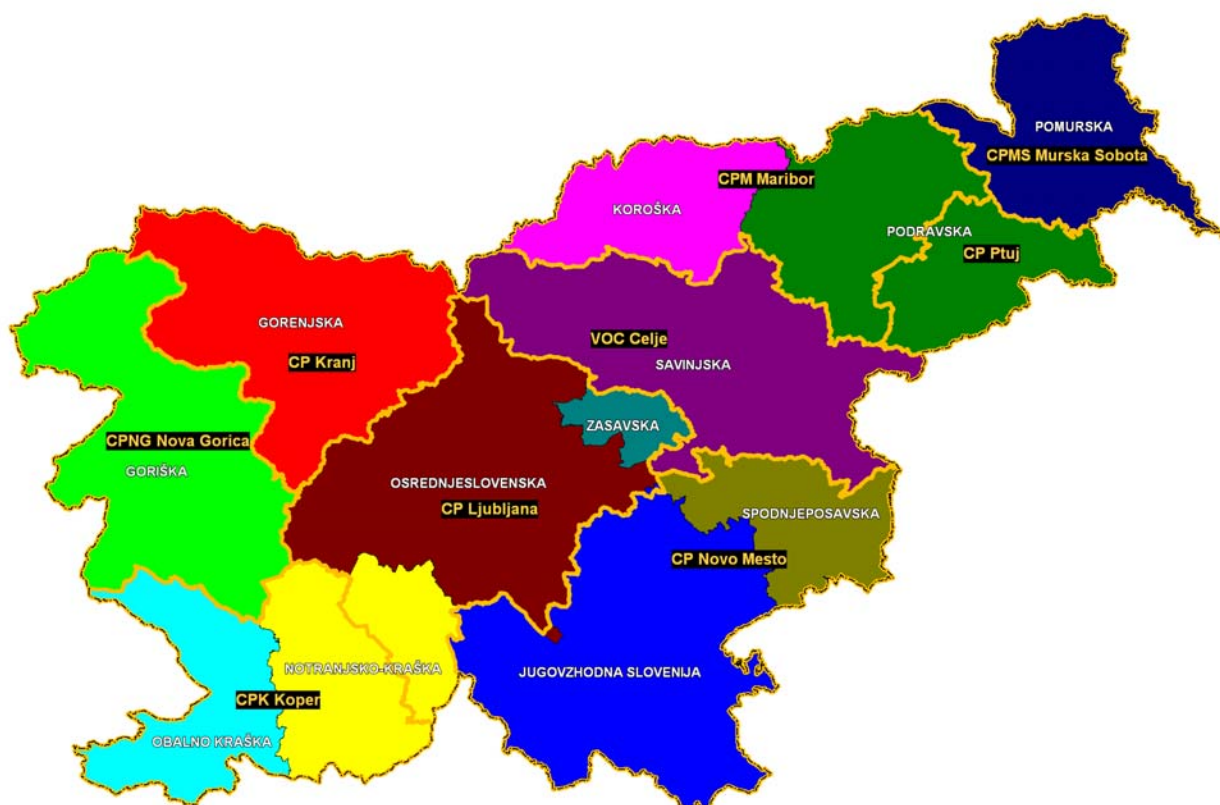 POMURSKA
CPMS Murska Sobota
CPM Maribor
KOROŠKA
PODRAVSKA
CP Ptuj
GORENJSKA
CP Kranj
VOC Celje
SAVINJSKA
CPNG Nova Gorica
GORIŠKA
ZASAVSKA
OSREDNJESLOVENSKA
CP Ljubljana
SPODNJEPOSAVSKA
CP Novo Mesto
NOTRANJSKO-KRAŠKA
JUGOVZHODNA SLOVENIJA
CPK Koper
OBALNO KRAŠKA